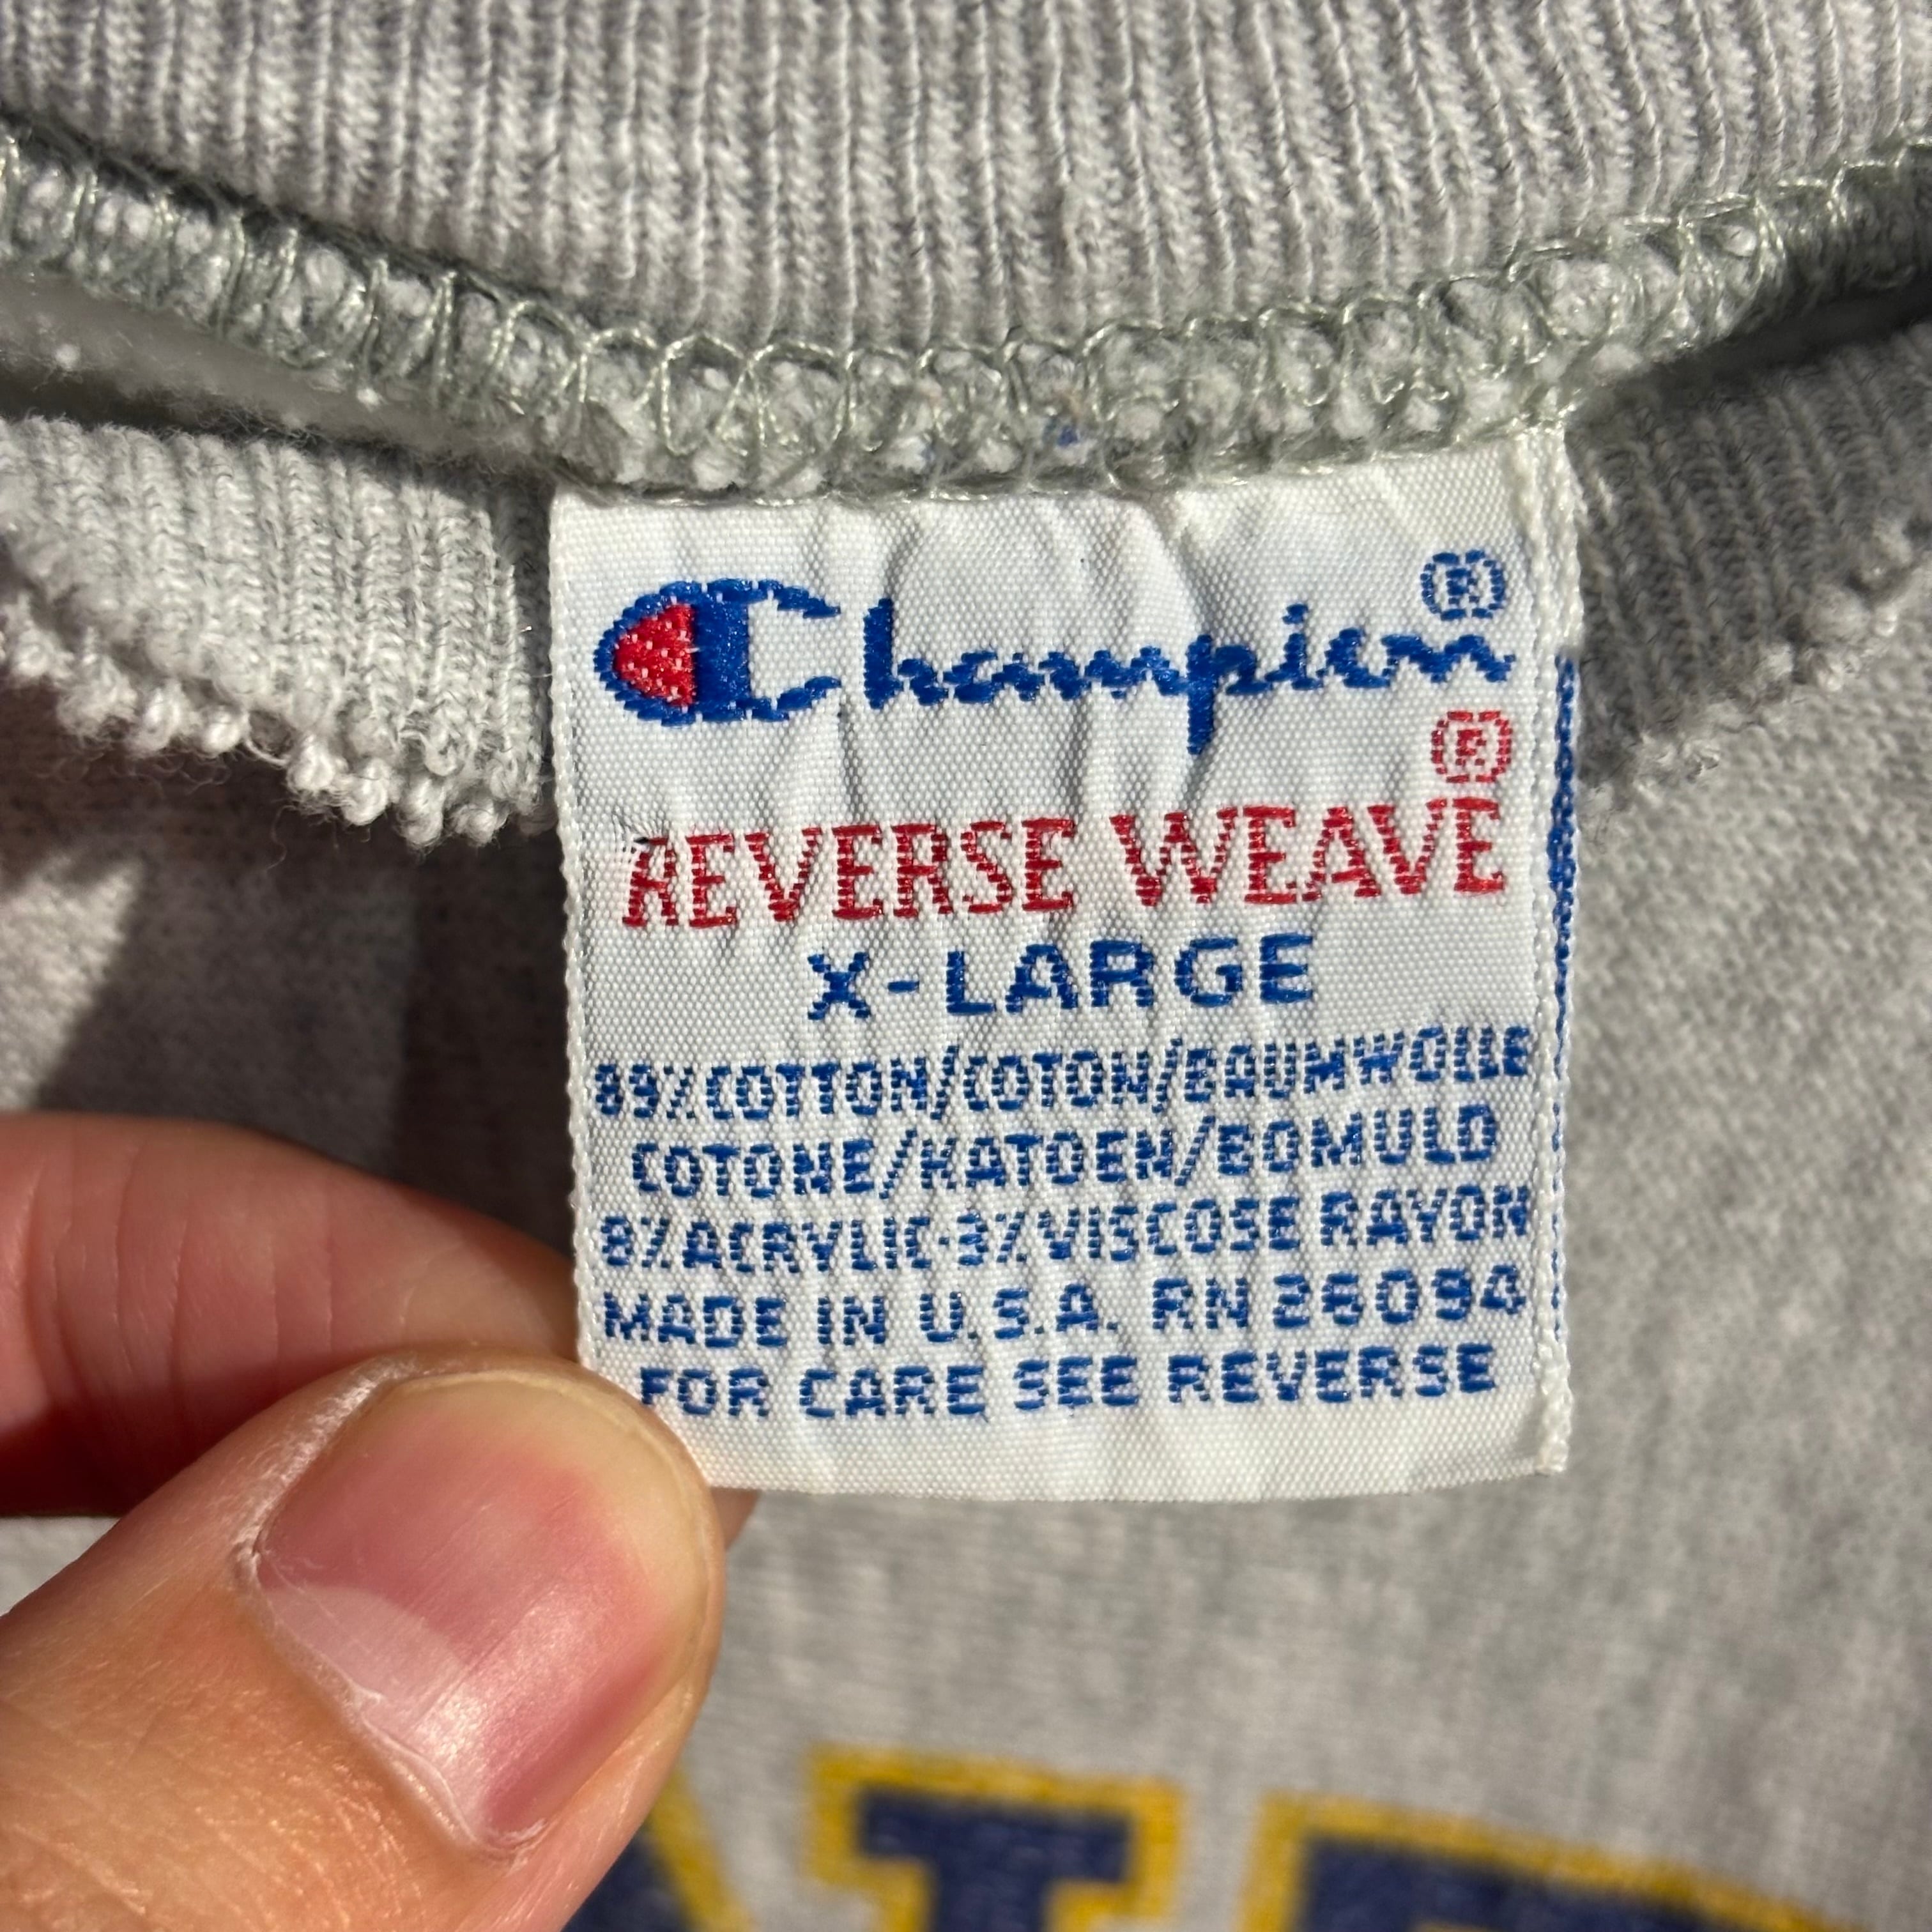 Champion®
®
REVERSE WEAVE
X-LARGE
89%COTTON/COTON/BAUMWOLLE
COTONE/KATOEN/BOMULD
8%ACRYLIC·3%VISCOSE RAYON
MADE IN U.S.A. RN 26094
FOR CARE SEE REVERSE